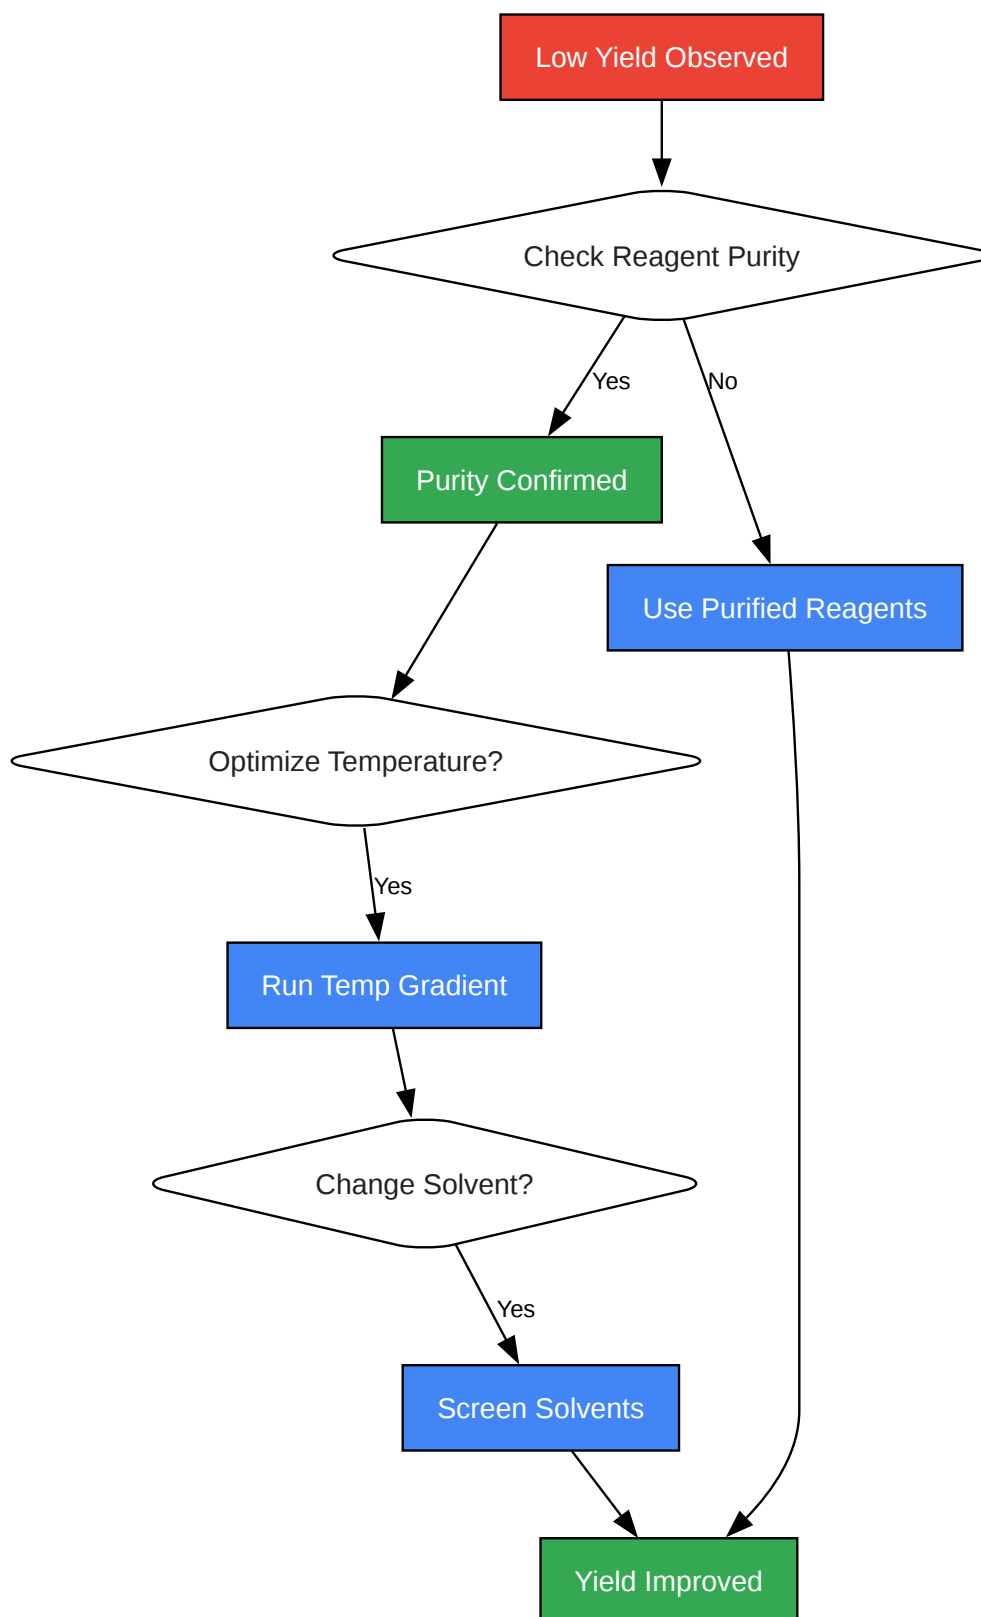 Low Yield Observed
Check Reagent Purity
Yes
No
Purity Confirmed
Use Purified Reagents
Optimize Temperature?
Yes
Run Temp Gradient
Change Solvent?
Yes
Screen Solvents
Yield Improved